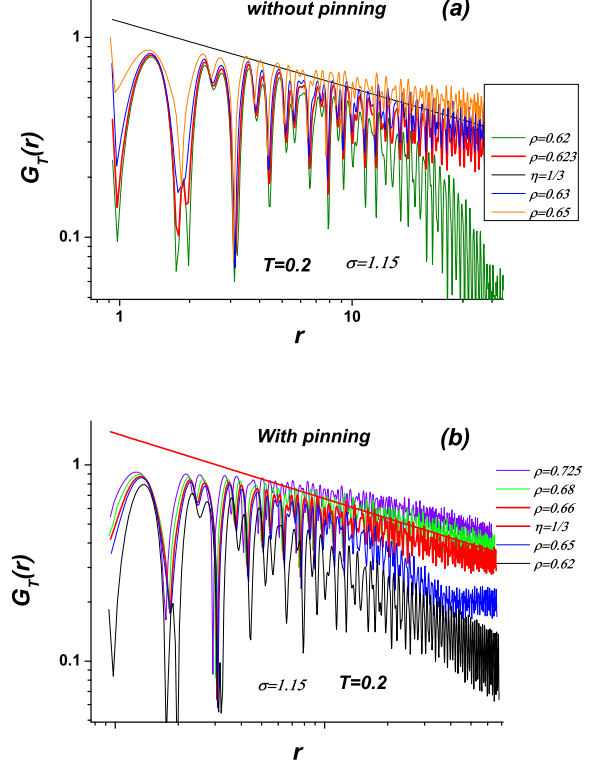 without pinning
(a)
1
0.1
G_T(r)
ρ=0.62
ρ=0.623
η=1/3
ρ=0.63
ρ=0.65
T=0.2
σ=1.15
1
10
r
With pinning
(b)
1
0.1
G_T(r)
ρ=0.725
ρ=0.68
ρ=0.66
η=1/3
ρ=0.65
ρ=0.62
σ=1.15
T=0.2
r